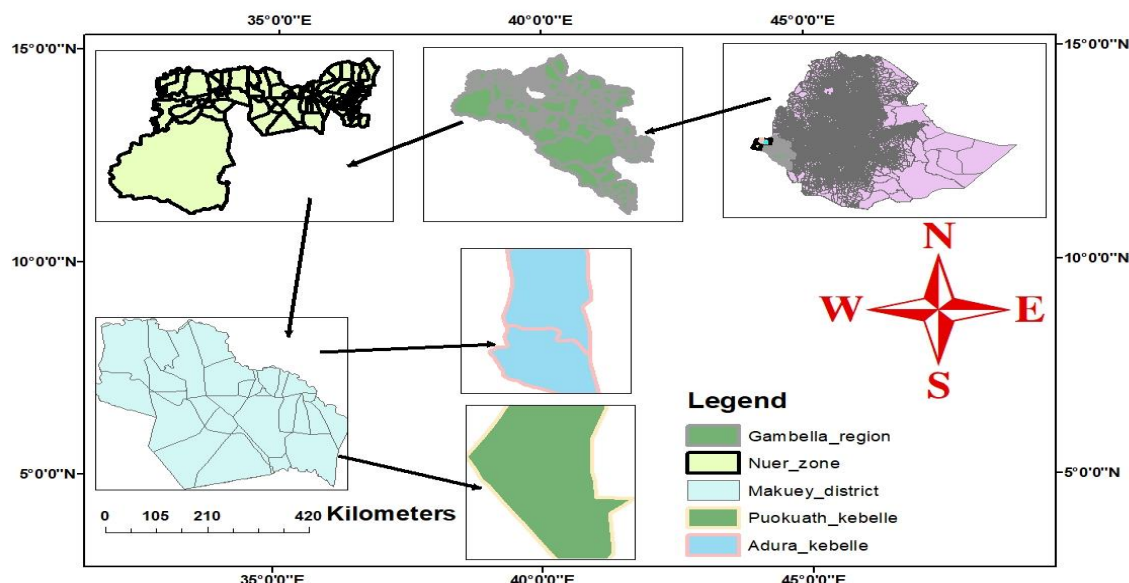 35°0'0"E 40°0'0"E 45°0'0"E
15°0'0"N 15°0'0"N
10°0'0"N 10°0'0"N
N
W E
S
Legend
Gambella_region
Nuer_zone
Makuey_district
Puokuath_kebelle
Adura_kebelle
5°0'0"N 5°0'0"N
0 105 210 420 Kilometers
35°0'0"E 40°0'0"E 45°0'0"E